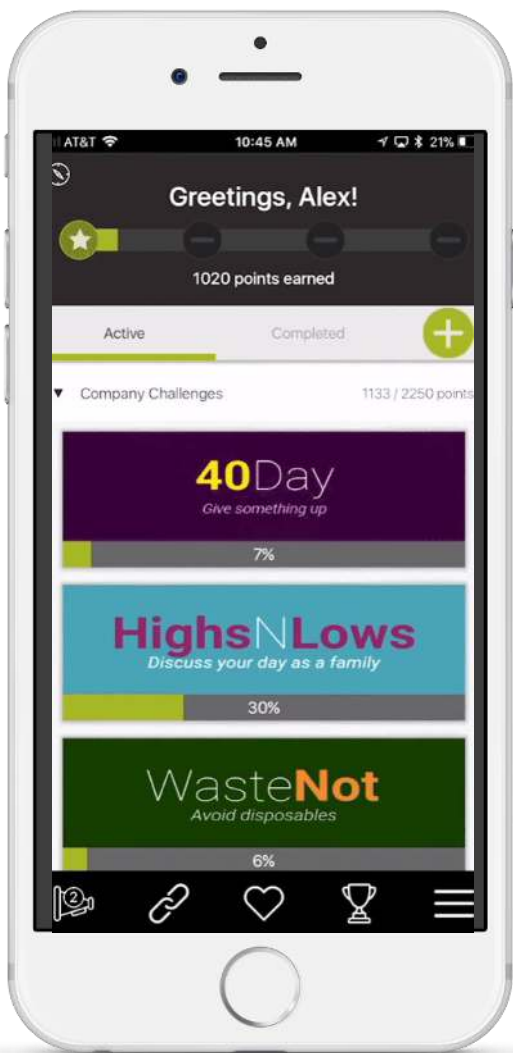 AT&T 10:45 AM 21%
Greetings, Alex!
1020 points earned
Active Completed
Company Challenges 1133 / 2250 points
40Day
Give something up
7%
HighsNLows
Discuss your day as a family
30%
WasteNot
Avoid disposables
6%
2